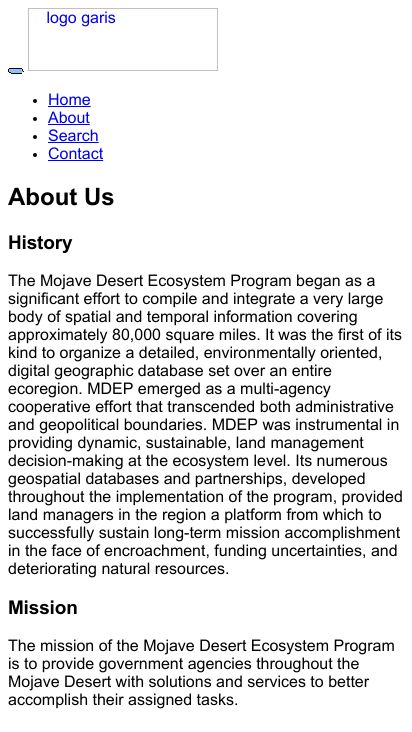 logo garis
Home
About
Search
Contact
About Us
History
The Mojave Desert Ecosystem Program began as a
significant effort to compile and integrate a very large
body of spatial and temporal information covering
approximately 80,000 square miles. It was the first of its
kind to organize a detailed, environmentally oriented,
digital geographic database set over an entire
ecoregion. MDEP emerged as a multi-agency
cooperative effort that transcended both administrative
and geopolitical boundaries. MDEP was instrumental in
providing dynamic, sustainable, land management
decision-making at the ecosystem level. Its numerous
geospatial databases and partnerships, developed
throughout the implementation of the program, provided
land managers in the region a platform from which to
successfully sustain long-term mission accomplishment
in the face of encroachment, funding uncertainties, and
deteriorating natural resources.
Mission
The mission of the Mojave Desert Ecosystem Program
is to provide government agencies throughout the
Mojave Desert with solutions and services to better
accomplish their assigned tasks.